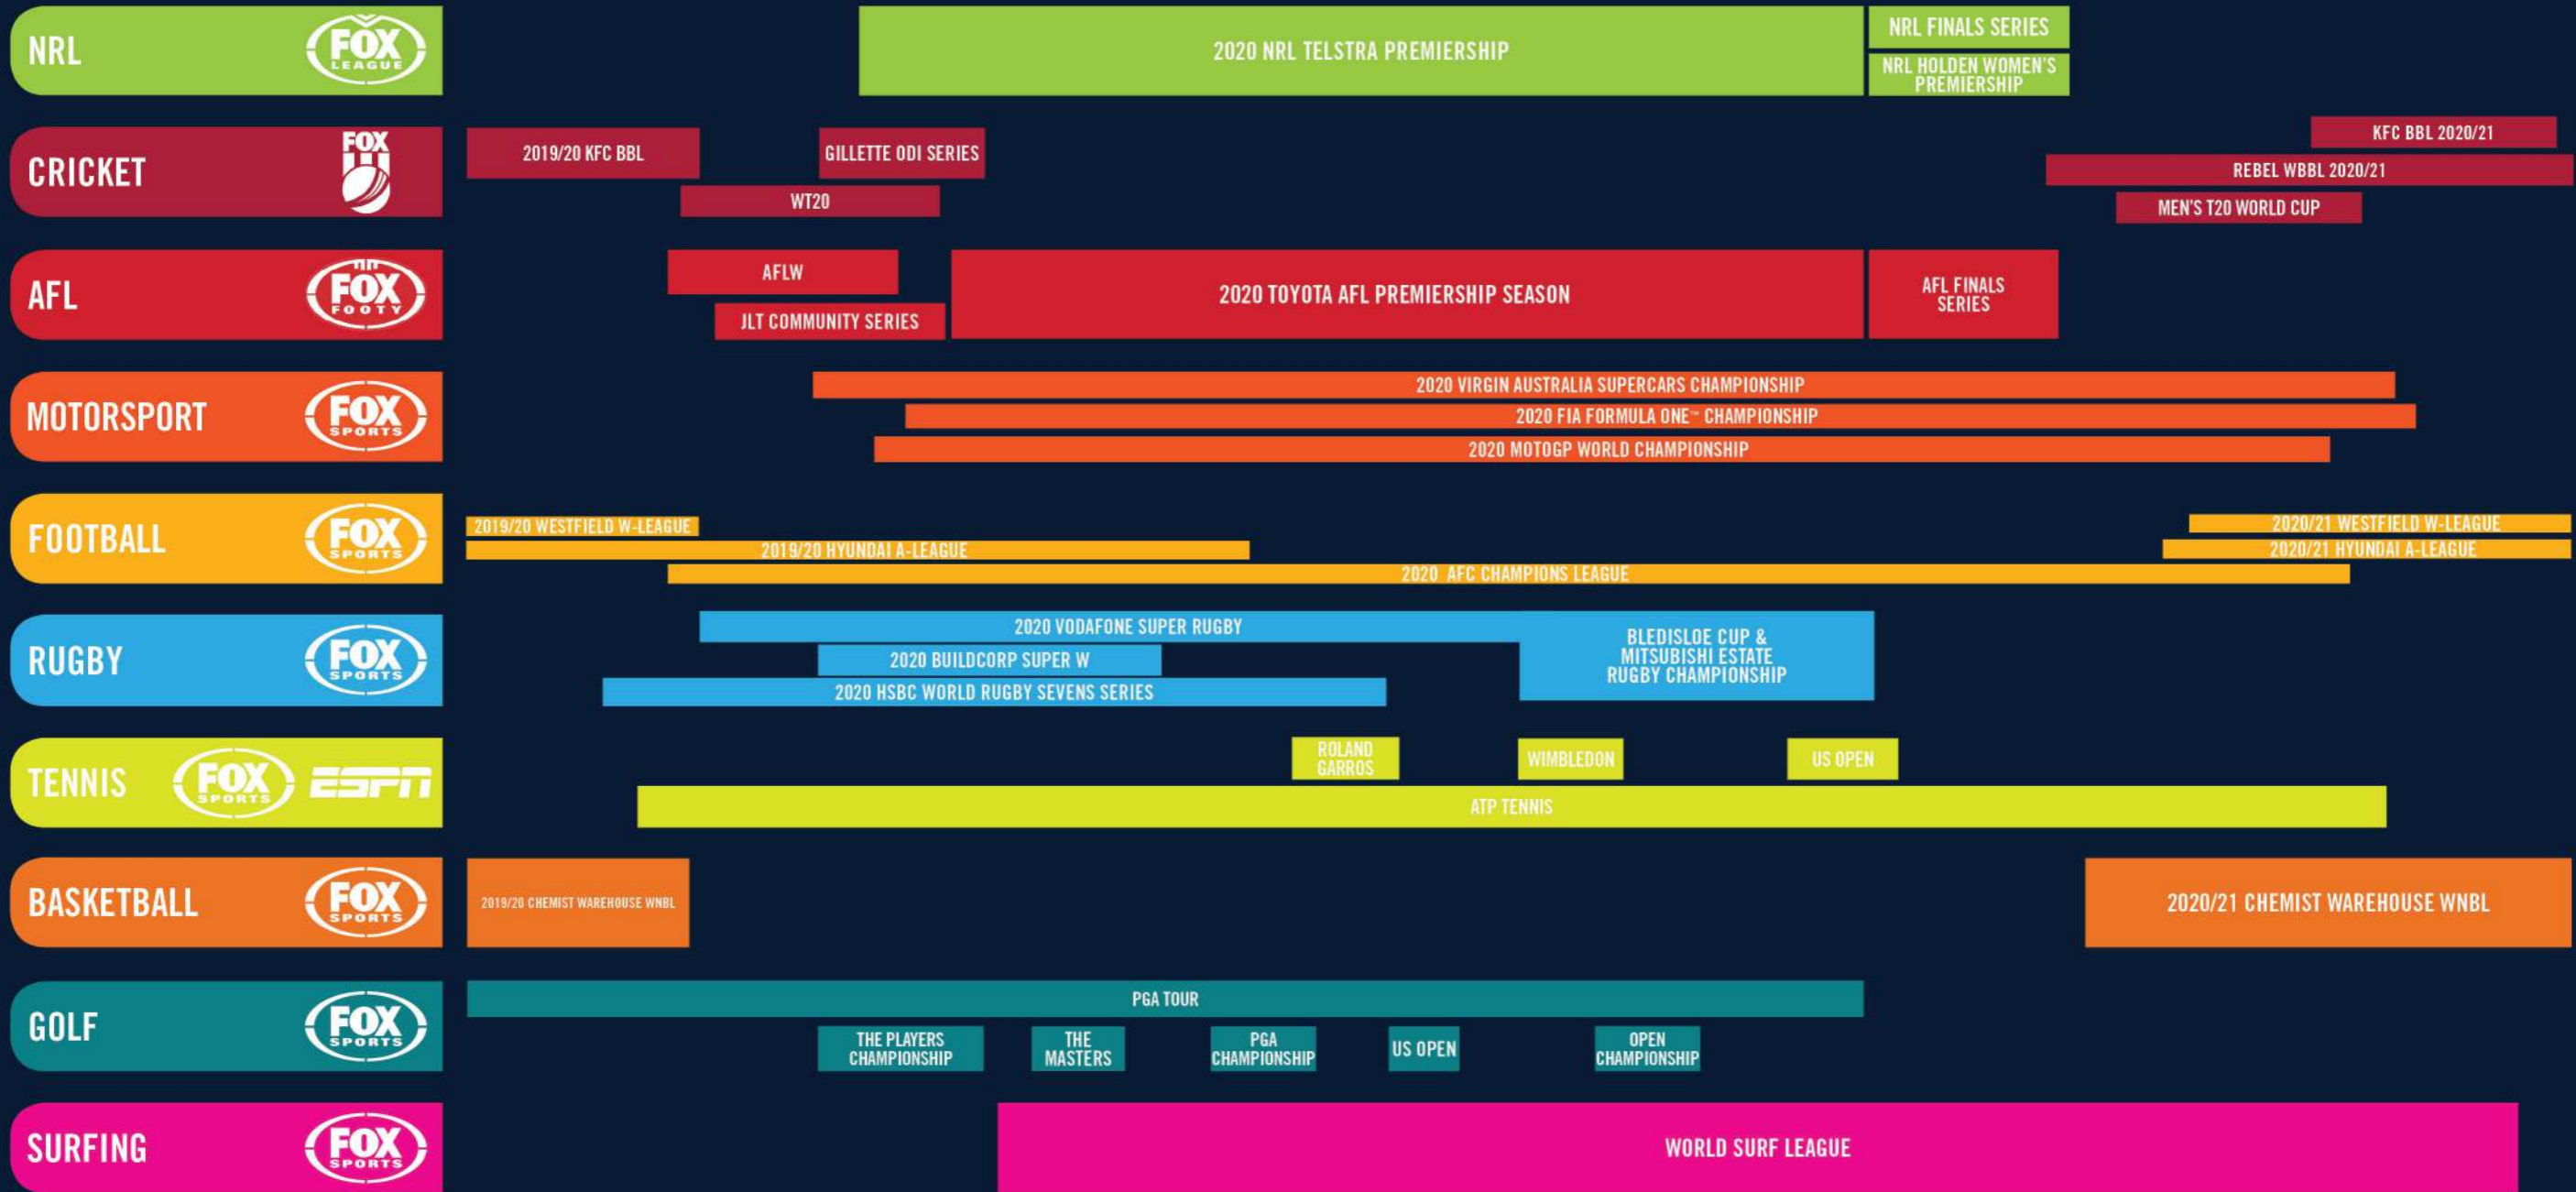 NRL
FOX
LEAGUE
2020 NRL TELSTRA PREMIERSHIP
NRL FINALS SERIES
NRL HOLDEN WOMEN'S
PREMIERSHIP
CRICKET
FOX
2019/20 KFC BBL
GILLETTE ODI SERIES
WT20
KFC BBL 2020/21
REBEL WBBL 2020/21
MEN'S T20 WORLD CUP
AFL
FOX
FOOTY
AFLW
JLT COMMUNITY SERIES
2020 TOYOTA AFL PREMIERSHIP SEASON
AFL FINALS
SERIES
MOTORSPORT
FOX
SPORTS
2020 VIRGIN AUSTRALIA SUPERCARS CHAMPIONSHIP
2020 FIA FORMULA ONE™ CHAMPIONSHIP
2020 MOTOGP WORLD CHAMPIONSHIP
FOOTBALL
FOX
SPORTS
2019/20 WESTFIELD W-LEAGUE
2019/20 HYUNDAI A-LEAGUE
2020 AFC CHAMPIONS LEAGUE
2020/21 WESTFIELD W-LEAGUE
2020/21 HYUNDAI A-LEAGUE
RUGBY
FOX
SPORTS
2020 VODAFONE SUPER RUGBY
2020 BUILDCORP SUPER W
2020 HSBC WORLD RUGBY SEVENS SERIES
BLEDISLOE CUP &
MITSUBISHI ESTATE
RUGBY CHAMPIONSHIP
TENNIS
FOX
SPORTS
ESPN
ROLAND
GARROS
WIMBLEDON
US OPEN
ATP TENNIS
BASKETBALL
FOX
SPORTS
2019/20 CHEMIST WAREHOUSE WNBL
2020/21 CHEMIST WAREHOUSE WNBL
GOLF
FOX
SPORTS
PGA TOUR
THE PLAYERS
CHAMPIONSHIP
THE
MASTERS
PGA
CHAMPIONSHIP
US OPEN
OPEN
CHAMPIONSHIP
SURFING
FOX
SPORTS
WORLD SURF LEAGUE